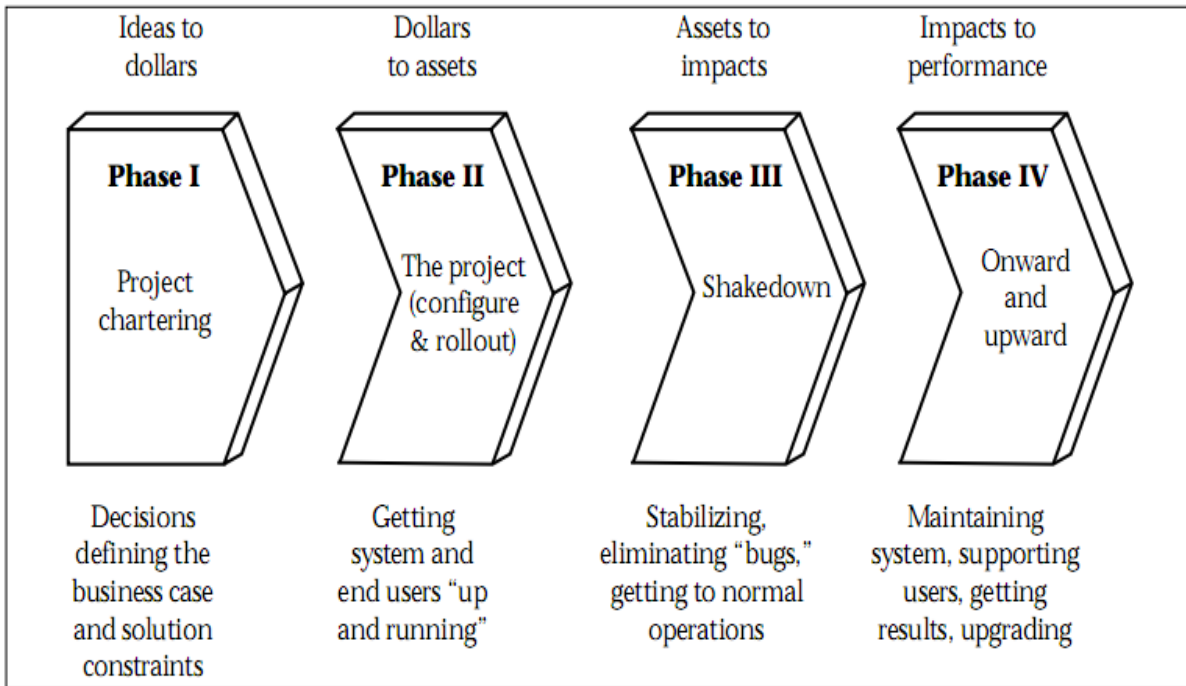 Ideas to
dollars
Dollars
to assets
Assets to
impacts
Impacts to
performance
Phase I
Phase II
Phase III
Phase IV
Project
chartering
The project
(configure
& rollout)
Shakedown
Onward
and
upward
Decisions
defining the
business case
and solution
constraints
Getting
system and
end users “up
and running”
Stabilizing,
eliminating “bugs,”
getting to normal
operations
Maintaining
system, supporting
users, getting
results, upgrading